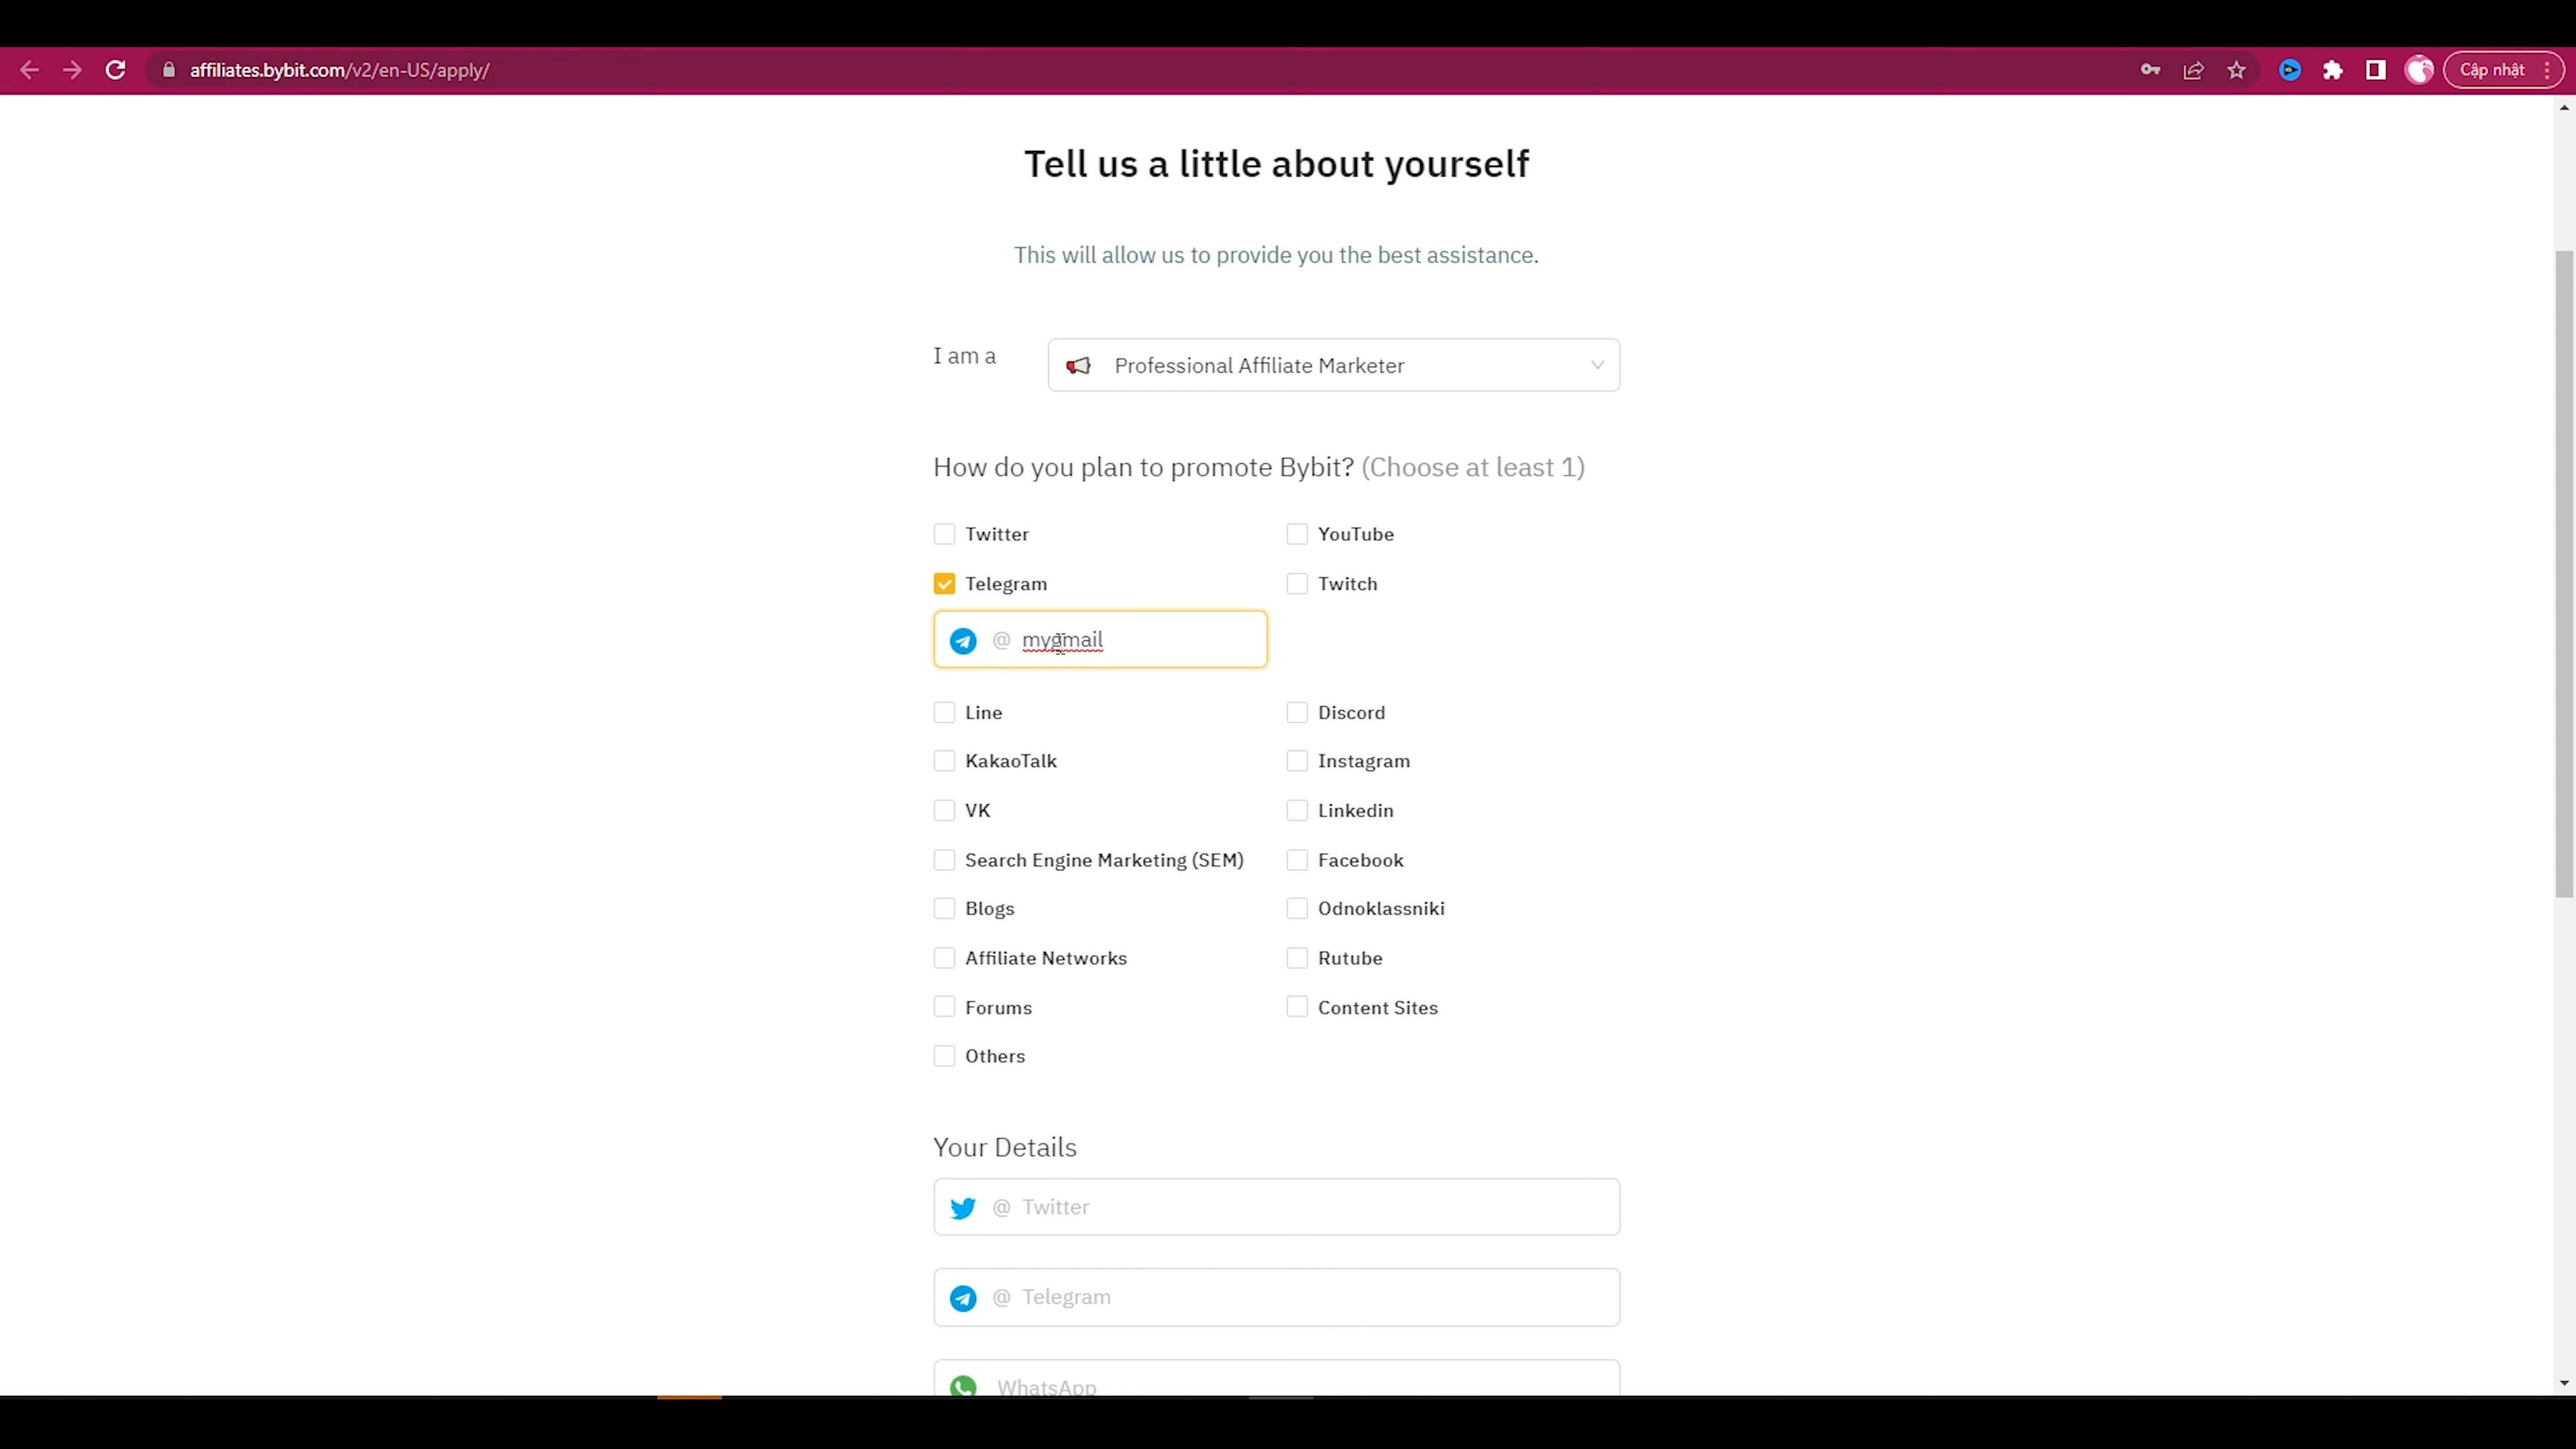 affiliates.bybit.com/v2/en-US/apply/
Cập nhật
Tell us a little about yourself
This will allow us to provide you the best assistance.
I am a
Professional Affiliate Marketer
How do you plan to promote Bybit? (Choose at least 1)
Twitter
YouTube
Telegram
Twitch
@ mygmail
Line
Discord
KakaoTalk
Instagram
VK
Linkedin
Search Engine Marketing (SEM)
Facebook
Blogs
Odnoklassniki
Affiliate Networks
Rutube
Forums
Content Sites
Others
Your Details
@ Twitter
@ Telegram
WhatsApp